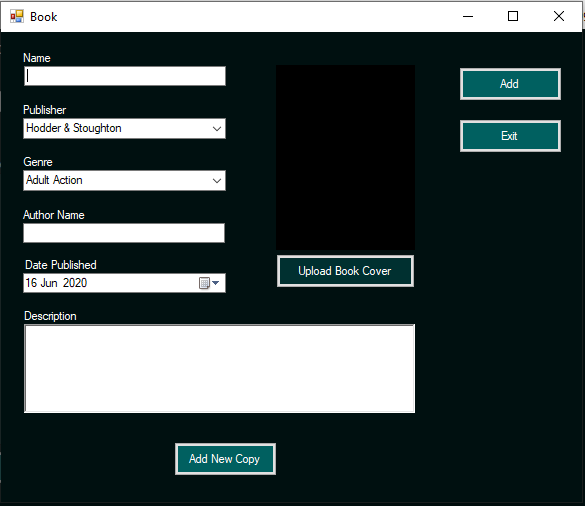 Book
Name
Add
Publisher
Hodder & Stoughton
Exit
Genre
Adult Action
Author Name
Date Published
16 Jun 2020
Upload Book Cover
Description
Add New Copy